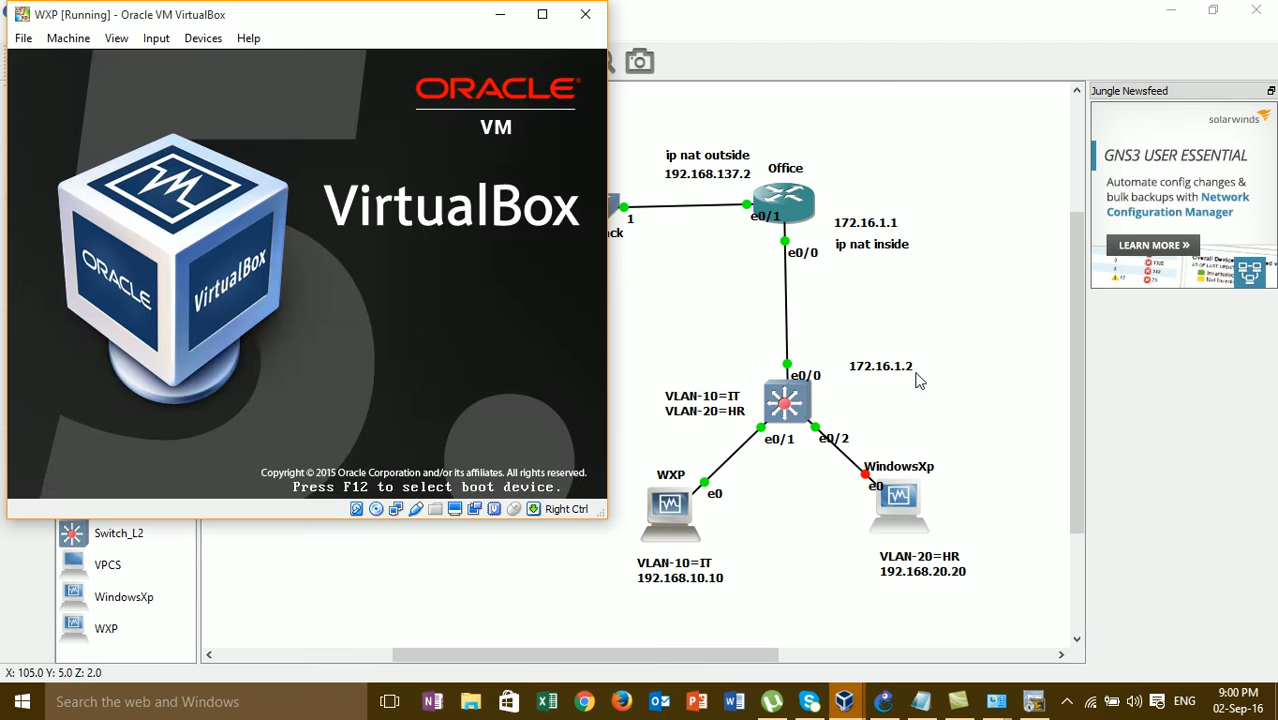 WXP [Running] - Oracle VM VirtualBox
File Machine View Input Devices Help
ORACLE
VM
VirtualBox
ORACLE
VirtualBox
Copyright © 2015 Oracle Corporation and/or its affiliates. All rights reserved.
Press F12 to select boot device.
Right Ctrl
ip nat outside
192.168.137.2
Office
1
e0/1
172.16.1.1
ip nat inside
e0/0
172.16.1.2
e0/0
VLAN-10=IT
VLAN-20=HR
e0/1
e0/2
WXP
e0
WindowsXp
e0
VLAN-10=IT
192.168.10.10
VLAN-20=HR
192.168.20.20
Jungle Newsfeed
solarwinds
GNS3 USER ESSENTIAL
Automate config changes &
bulk backups with Network
Configuration Manager
LEARN MORE »
Switch_L2
VPCS
WindowsXp
WXP
X: 105.0 Y: 5.0 Z: 2.0
Search the web and Windows
ENG
9:00 PM
02-Sep-16